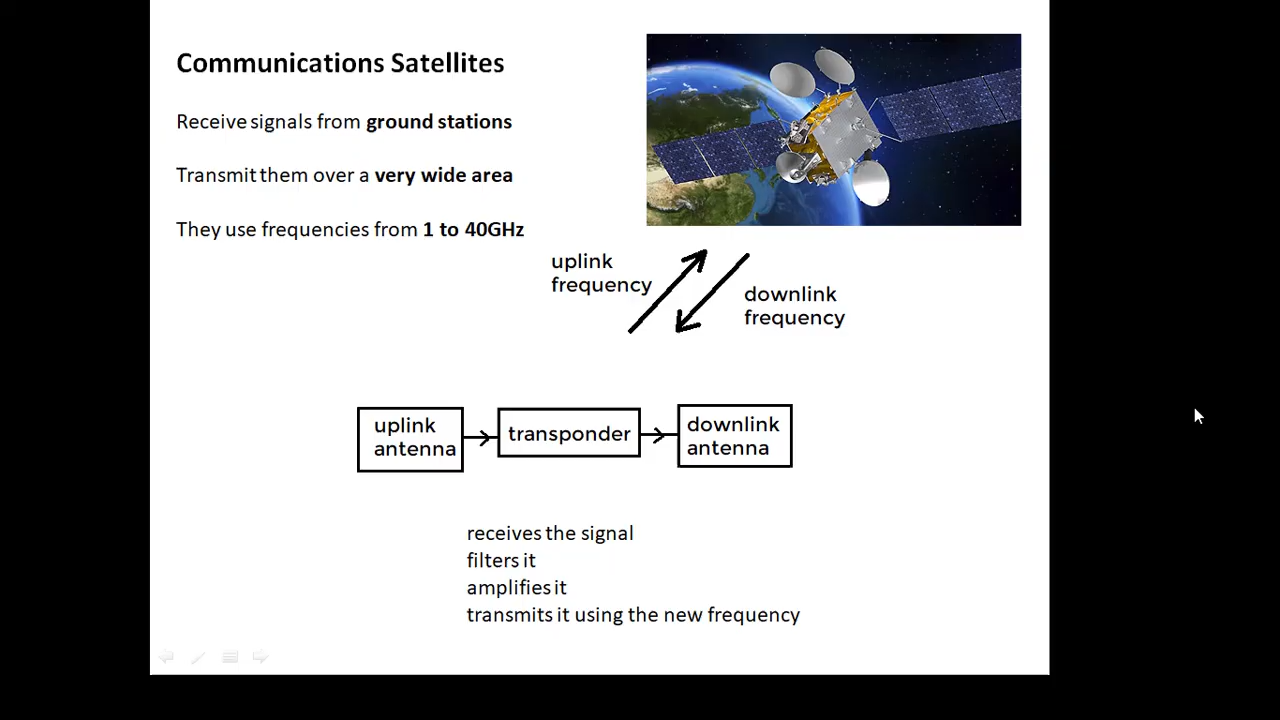 Communications Satellites
Receive signals from ground stations
Transmit them over a very wide area
They use frequencies from 1 to 40GHz
uplink
frequency
downlink
frequency
uplink
antenna
transponder
downlink
antenna
receives the signal
filters it
amplifies it
transmits it using the new frequency